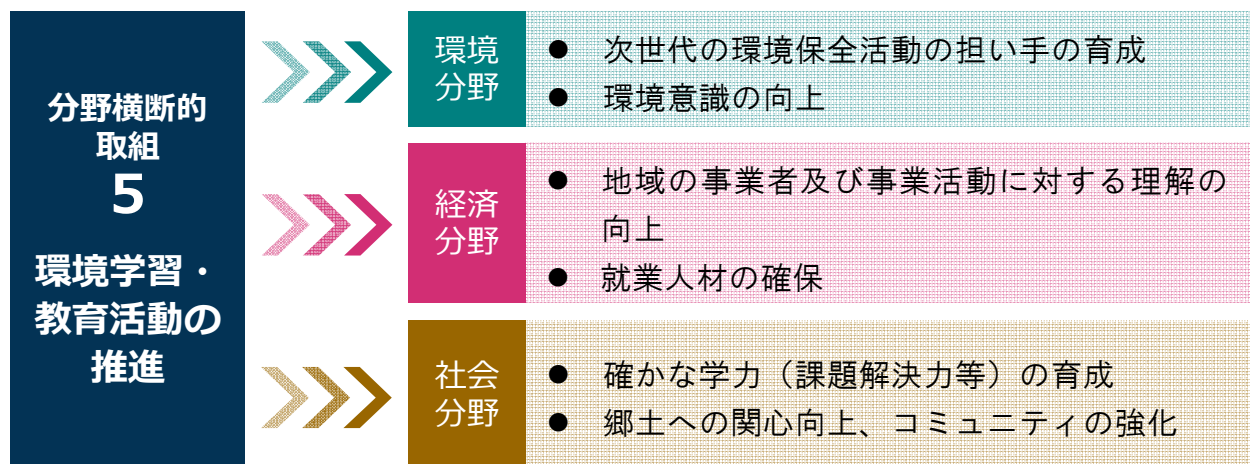 分野横断的
取組
5
環境学習・
教育活動の
推進
環境
分野
● 次世代の環境保全活動の担い手の育成
● 環境意識の向上
経済
分野
● 地域の事業者及び事業活動に対する理解の
向上
● 就業人材の確保
社会
分野
● 確かな学力（課題解決力等）の育成
● 郷土への関心向上、コミュニティの強化